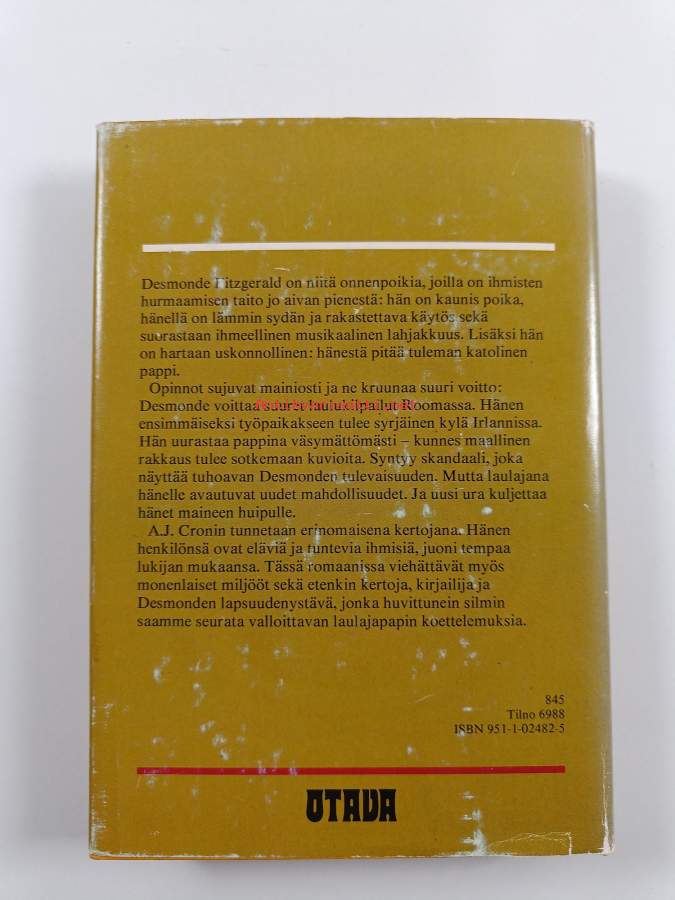 Desmonde Fitzgerald on niitä onnenpoikia, joilla on ihmisten
hurmaamisen taito jo aivan pienestä: hän on kaunis poika,
hänellä on lämmin sydän ja rakastettava käytös sekä
suorastaan ihmeellinen musikaalinen lahjakkuus. Lisäksi hän
on hartaan uskonnollinen: hänestä pitää tuleman katolinen
pappi.
Opinnot sujuvat mainiosti ja ne kruunaa suuri voitto:
Desmonde voittaa suuren laulukilpailun Roomassa. Hänen
ensimmäiseksi työpaikakseen tulee syrjäinen kylä Irlannissa.
Hän uurastaa pappina väsymättömästi – kunnes maallinen
rakkaus tulee sotkemaan kuvioita. Syntyy skandaali, joka
näyttää tuhoavan Desmonden tulevaisuuden. Mutta laulajana
hänelle avautuvat uudet mahdollisuudet. Ja uusi ura kuljettaa
hänet maineen huipulle.
A.J. Cronin tunnetaan erinomaisena kertojana. Hänen
henkilönsä ovat eläviä ja tuntevia ihmisiä, juoni tempaa
lukijan mukaansa. Tässä romaanissa viehättävät myös
monenlaiset miljööt sekä etenkin kertoja, kirjailija ja
Desmonden lapsuudenystävä, jonka huvittunein silmin
saamme seurata valloittavan laulajapapin koettelemuksia.
845
Tilno 6988
ISBN 951-1-02482-5
OTAVA